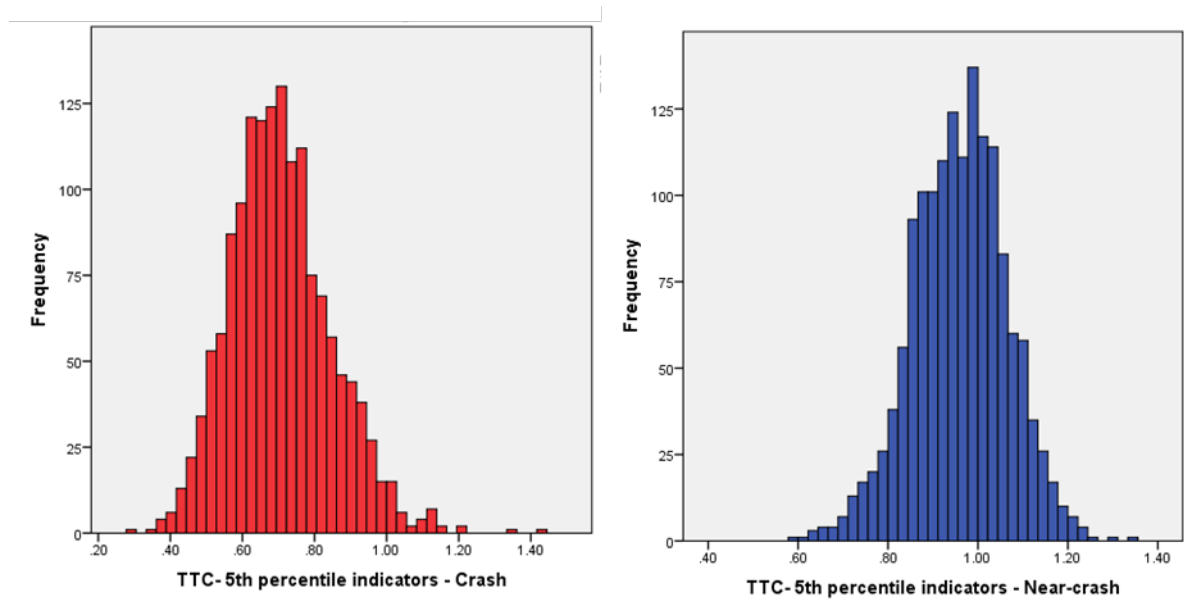 125
100
75
50
25
0
Frequency
.20 .40 .60 .80 1.00 1.20 1.40
TTC- 5th percentile indicators - Crash
125
100
75
50
25
0
Frequency
.40 .60 .80 1.00 1.20 1.40
TTC- 5th percentile indicators - Near-crash